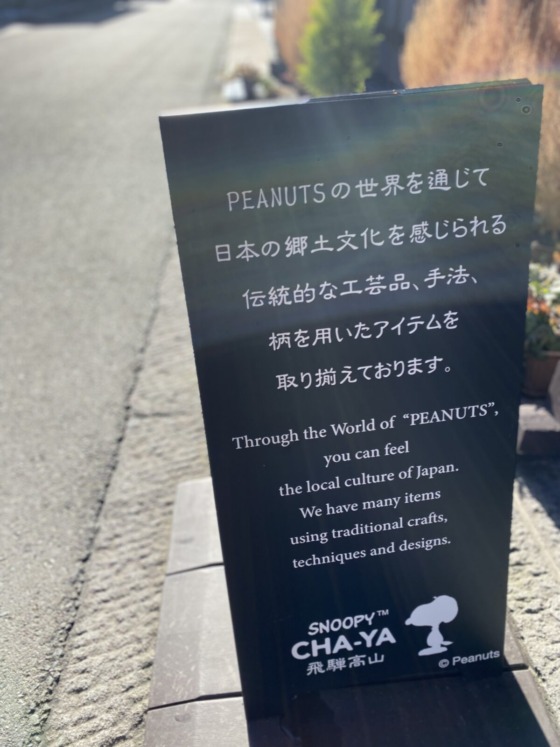 PEANUTSの世界を通じて
日本の郷土文化を感じられる
伝統的な工芸品、手法、
柄を用いたアイテムを
取り揃えております。
Through the World of “PEANUTS”,
you can feel
the local culture of Japan.
We have many items
using traditional crafts,
techniques and designs.
SNOOPY™
CHA-YA
飛騨高山
© Peanuts